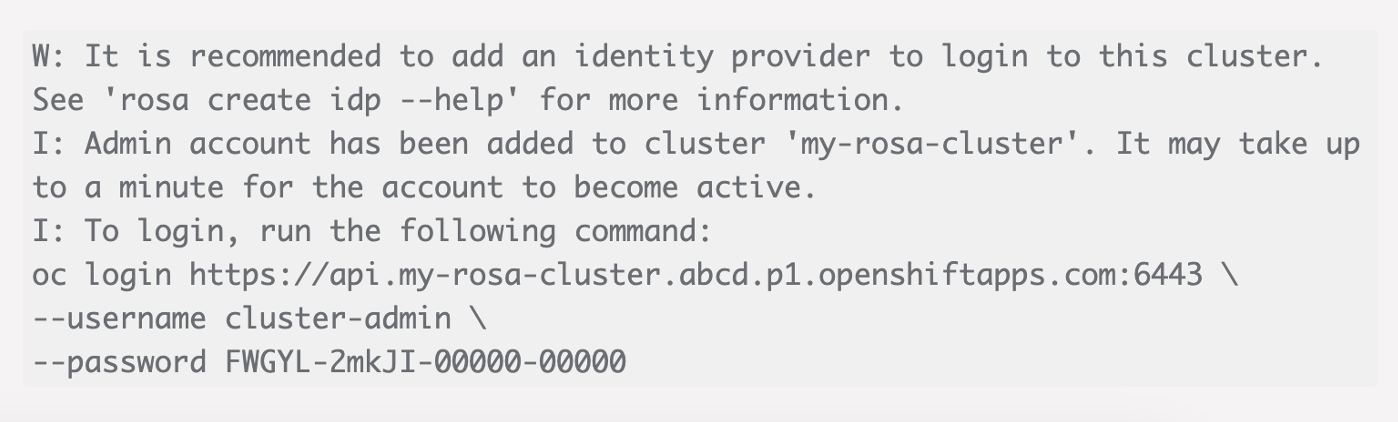 W: It is recommended to add an identity provider to login to this cluster.
See 'rosa create idp --help' for more information.
I: Admin account has been added to cluster 'my-rosa-cluster'. It may take up
to a minute for the account to become active.
I: To login, run the following command:
oc login https://api.my-rosa-cluster.abcd.p1.openshiftapps.com:6443 \
--username cluster-admin \
--password FWGYL-2mkJI-00000-00000